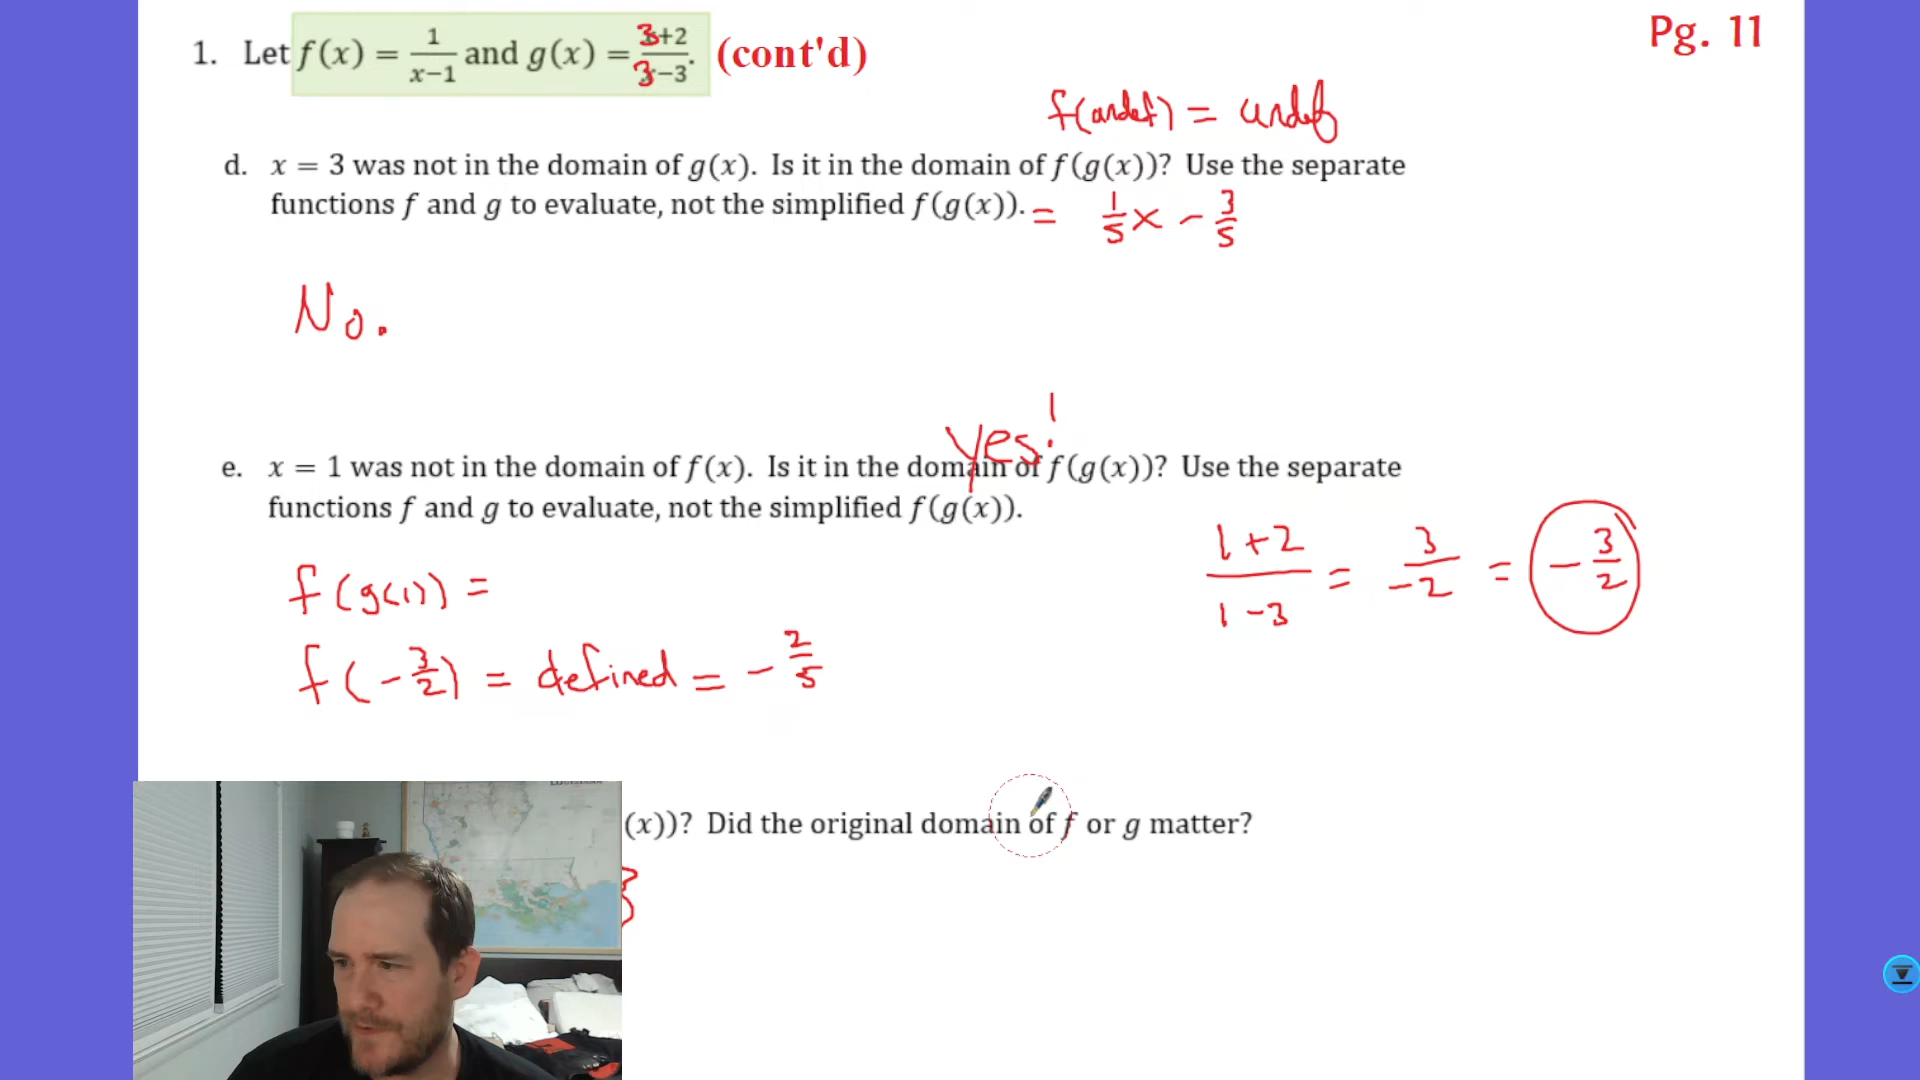 Pg. 11
1. Let f(x) = 1/(x−1) and g(x) = (3+2)/(3−3). (cont'd)
f(undef) = undef
d. x = 3 was not in the domain of g(x). Is it in the domain of f(g(x))? Use the separate
functions f and g to evaluate, not the simplified f(g(x)). = 1/5 x − 3/5
No.
yes!
e. x = 1 was not in the domain of f(x). Is it in the domain of f(g(x))? Use the separate
functions f and g to evaluate, not the simplified f(g(x)).
(1+2)/(1−3) = 3/−2 = −3/2
f(g(1)) =
f(−3/2) = defined = −2/5
(x))? Did the original domain of f or g matter?